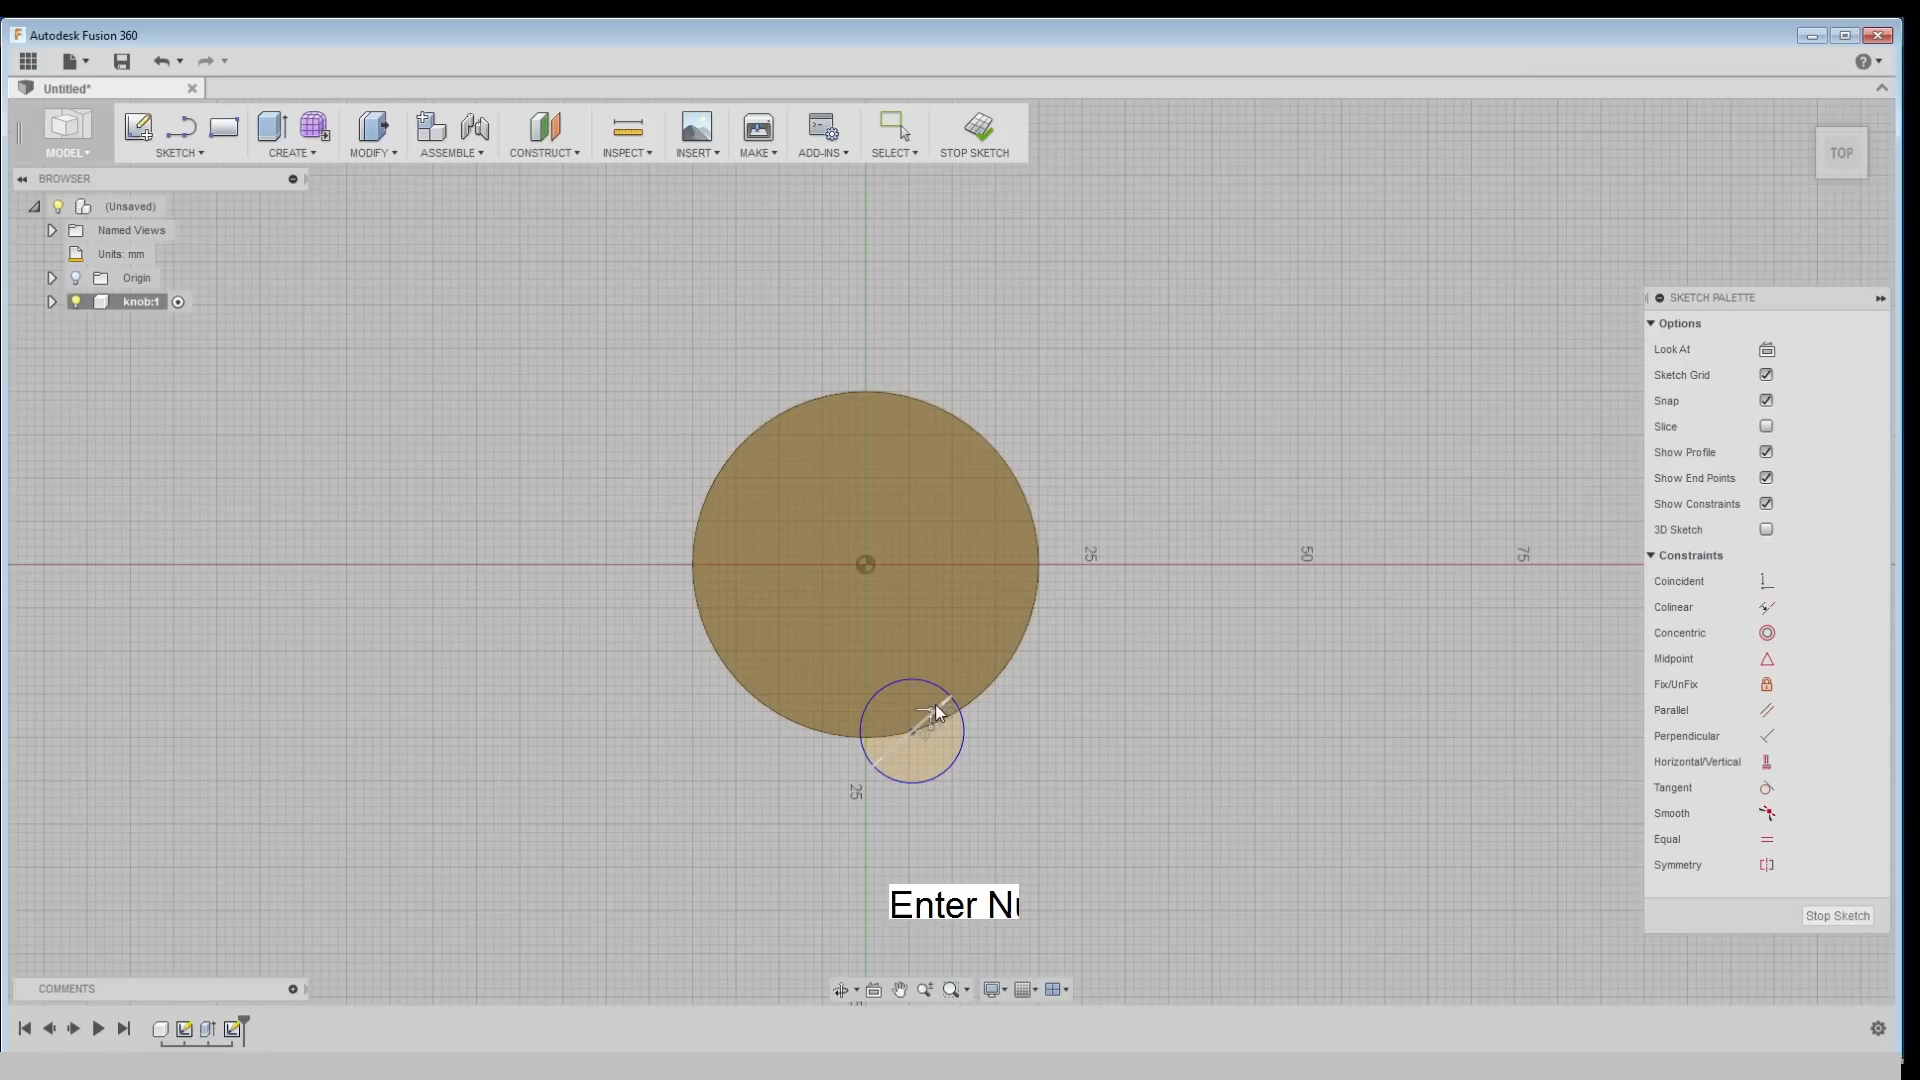 Autodesk Fusion 360
Untitled*
MODEL
SKETCH
CREATE
MODIFY
ASSEMBLE
CONSTRUCT
INSPECT
INSERT
MAKE
ADD-INS
SELECT
STOP SKETCH
TOP
BROWSER
(Unsaved)
Named Views
Units: mm
Origin
knob:1
SKETCH PALETTE
Options
Look At
Sketch Grid
Snap
Slice
Show Profile
Show End Points
Show Constraints
3D Sketch
Constraints
Coincident
Colinear
Concentric
Midpoint
Fix/UnFix
Parallel
Perpendicular
Horizontal/Vertical
Tangent
Smooth
Equal
Symmetry
Stop Sketch
25
50
75
25
Enter Nu
COMMENTS